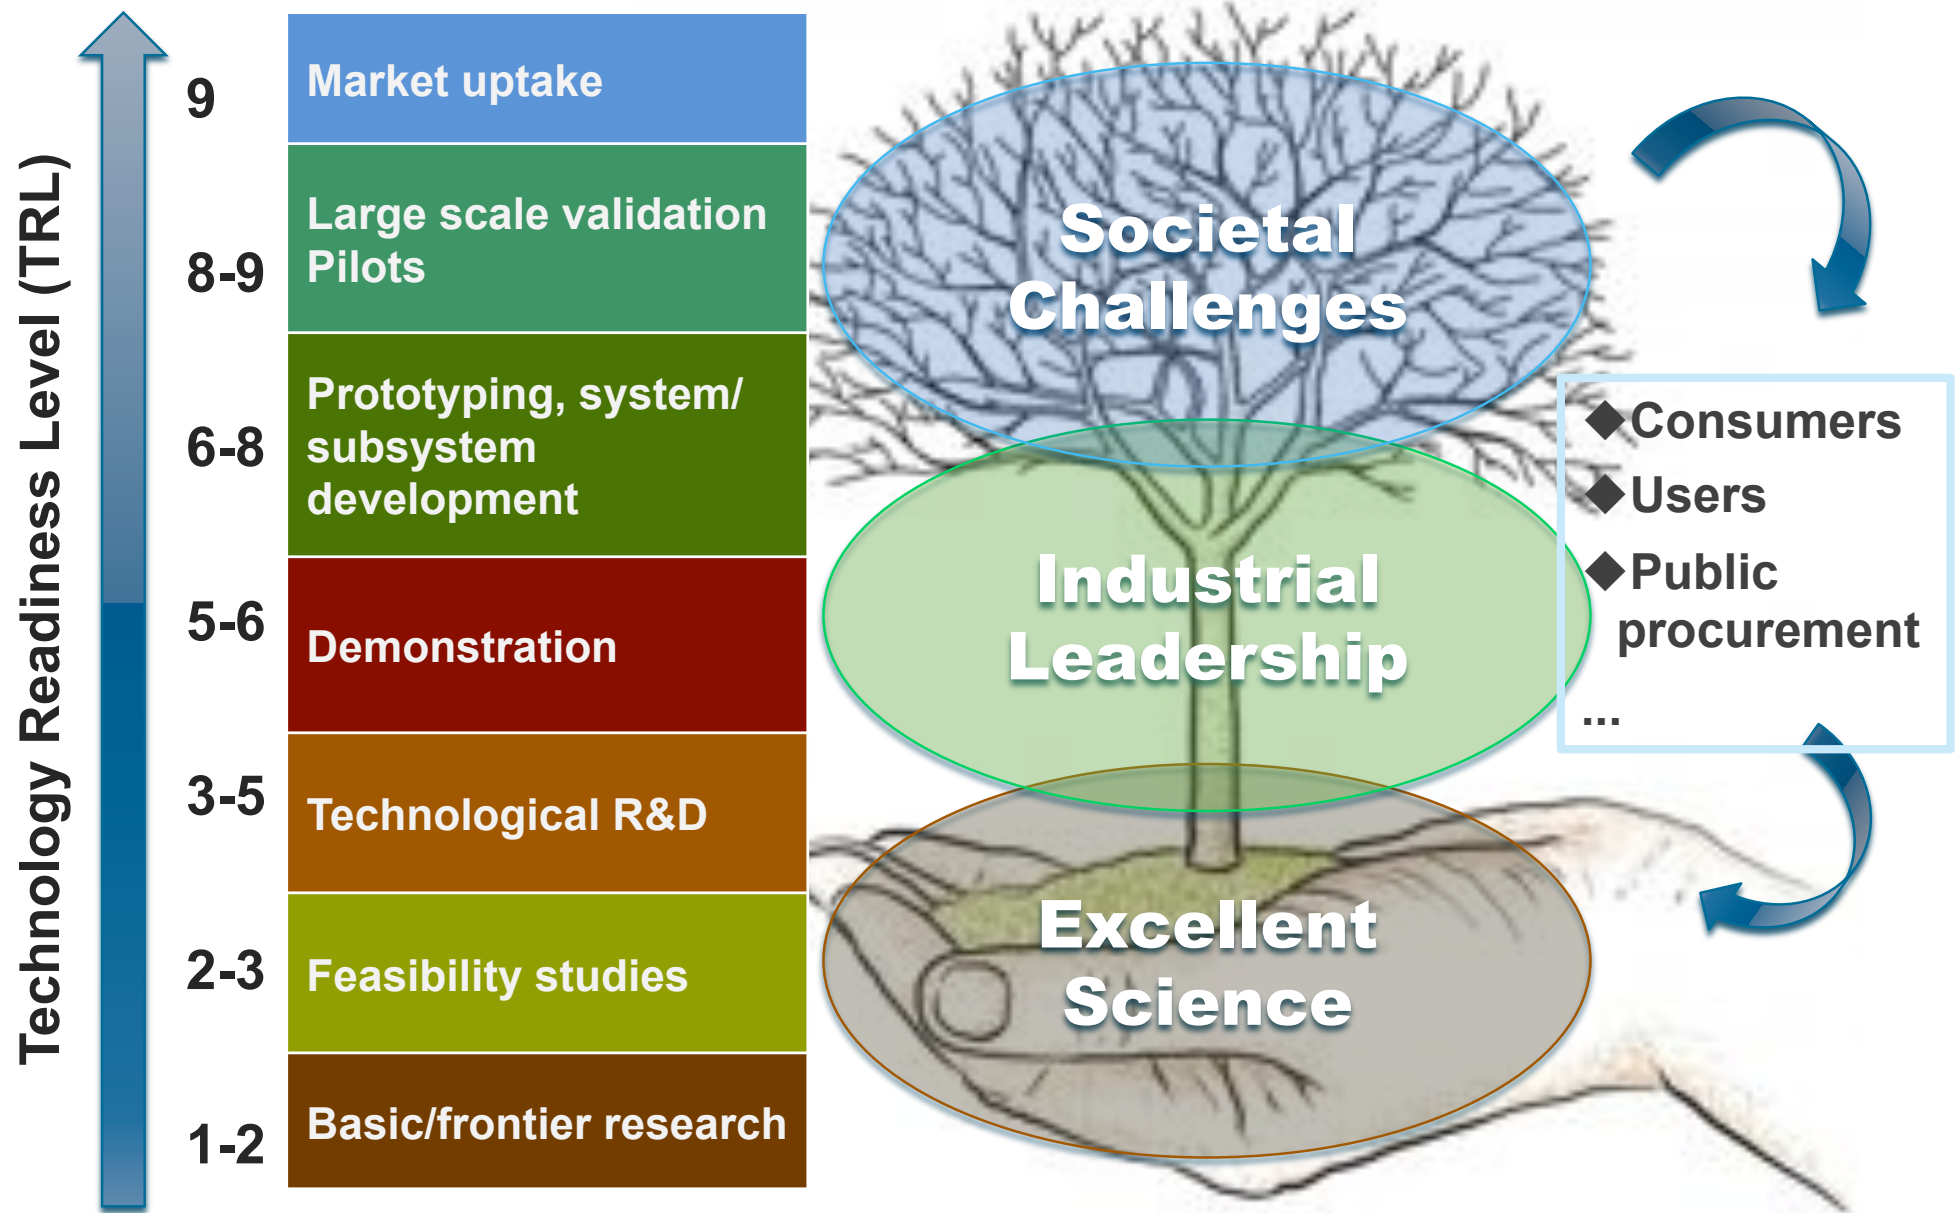 Technology Readiness Level (TRL)
9
Market uptake
8-9
Large scale validation
Pilots
6-8
Prototyping, system/
subsystem
development
5-6
Demonstration
3-5
Technological R&D
2-3
Feasibility studies
1-2
Basic/frontier research
Societal
Challenges
Industrial
Leadership
Excellent
Science
◆Consumers
◆Users
◆Public
procurement
...